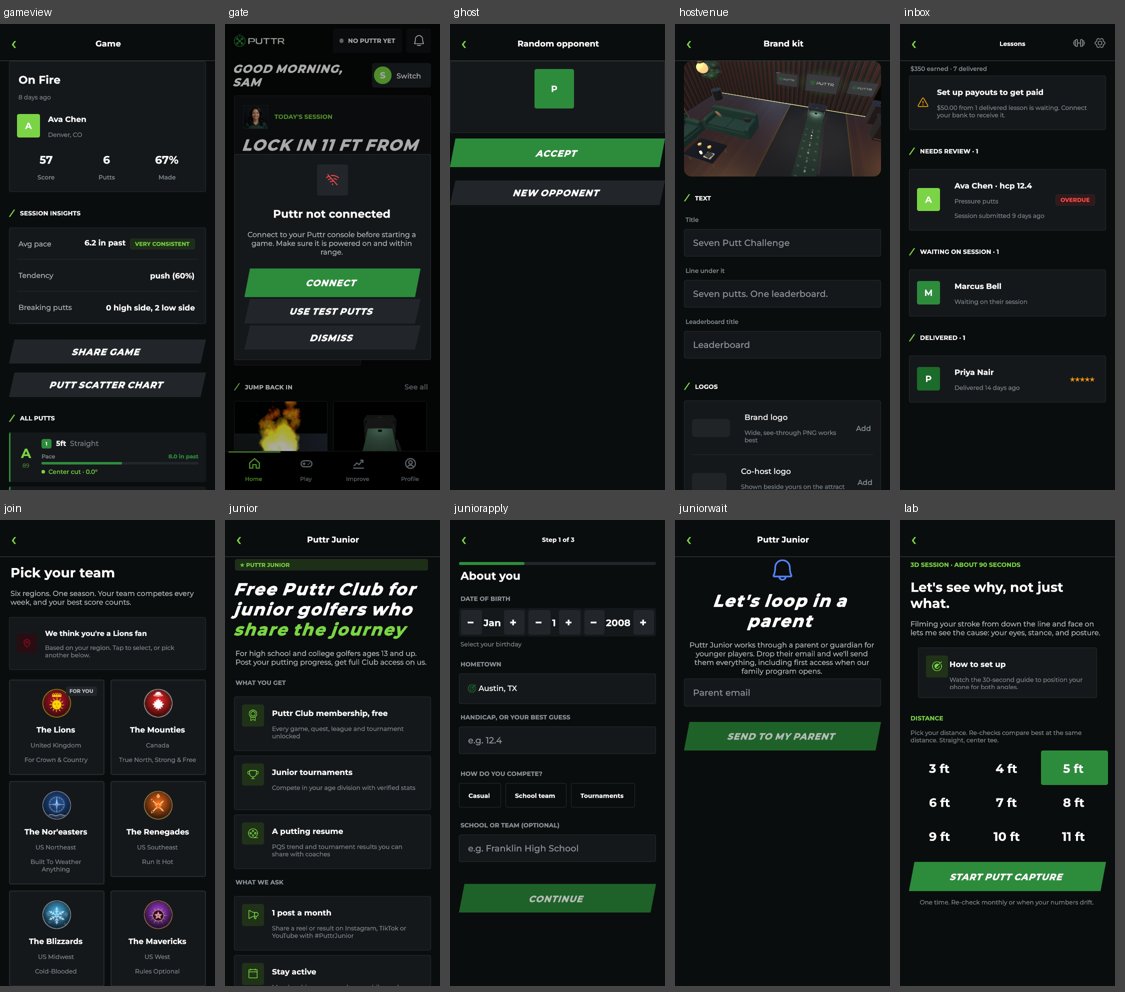 gameview
Game
On Fire
8 days ago
A
Ava Chen
Denver, CO
57
6
67%
Score
Putts
Made
SESSION INSIGHTS
Avg pace
6.2 in past
VERY CONSISTENT
Tendency
push (60%)
Breaking putts
0 high side, 2 low side
SHARE GAME
PUTT SCATTER CHART
ALL PUTTS
A
89
1
5ft Straight
Pace
8.0 in past
Center cut · 0.0°
gate
PUTTR
NO PUTTR YET
GOOD MORNING,
SAM
S
Switch
TODAY'S SESSION
LOCK IN 11 FT FROM
Puttr not connected
Connect to your Puttr console before starting a
game. Make sure it is powered on and within
range.
CONNECT
USE TEST PUTTS
DISMISS
JUMP BACK IN
See all
Home
Play
Improve
Profile
ghost
Random opponent
P
ACCEPT
NEW OPPONENT
hostvenue
Brand kit
PUTTR
TEXT
Title
Seven Putt Challenge
Line under it
Seven putts. One leaderboard.
Leaderboard title
Leaderboard
LOGOS
Brand logo
Wide, see-through PNG works
best
Add
Co-host logo
Shown beside yours on the attract
Add
inbox
Lessons
$350 earned · 7 delivered
Set up payouts to get paid
$50.00 from 1 delivered lesson is waiting. Connect
your bank to receive it.
NEEDS REVIEW · 1
A
Ava Chen · hcp 12.4
Pressure putts
Session submitted 9 days ago
OVERDUE
WAITING ON SESSION · 1
M
Marcus Bell
Waiting on their session
DELIVERED · 1
P
Priya Nair
Delivered 14 days ago
join
Pick your team
Six regions. One season. Your team competes every
week, and your best score counts.
We think you're a Lions fan
Based on your region. Tap to select, or pick
another below.
FOR YOU
The Lions
United Kingdom
For Crown & Country
The Mounties
Canada
True North, Strong & Free
The Nor'easters
US Northeast
Built To Weather
Anything
The Renegades
US Southeast
Run It Hot
The Blizzards
US Midwest
Cold-Blooded
The Mavericks
US West
Rules Optional
junior
Puttr Junior
PUTTR JUNIOR
Free Puttr Club for
junior golfers who
share the journey
For high school and college golfers ages 13 and up.
Post your putting progress, get full Club access on us.
WHAT YOU GET
Puttr Club membership, free
Every game, quest, league and tournament
unlocked
Junior tournaments
Compete in your age division with verified stats
A putting resume
PQS trend and tournament results you can
share with coaches
WHAT WE ASK
1 post a month
Share a reel or result on Instagram, TikTok or
YouTube with #PuttrJunior
Stay active
juniorapply
Step 1 of 3
About you
DATE OF BIRTH
− Jan + − 1 + − 2008 +
Select your birthday
HOMETOWN
Austin, TX
HANDICAP, OR YOUR BEST GUESS
e.g. 12.4
HOW DO YOU COMPETE?
Casual
School team
Tournaments
SCHOOL OR TEAM (OPTIONAL)
e.g. Franklin High School
CONTINUE
juniorwait
Puttr Junior
Let's loop in a
parent
Puttr Junior works through a parent or guardian for
younger players. Drop their email and we'll send
them everything, including first access when our
family program opens.
Parent email
SEND TO MY PARENT
lab
3D SESSION · ABOUT 90 SECONDS
Let's see why, not just
what.
Filming your stroke from down the line and face on
lets me see the cause: your eyes, stance, and posture.
How to set up
Watch the 30-second guide to position your
phone for both angles.
DISTANCE
Pick your distance. Re-checks compare best at the same
distance. Straight, center tee.
3 ft
4 ft
5 ft
6 ft
7 ft
8 ft
9 ft
10 ft
11 ft
START PUTT CAPTURE
One time. Re-check monthly or when your numbers drift.